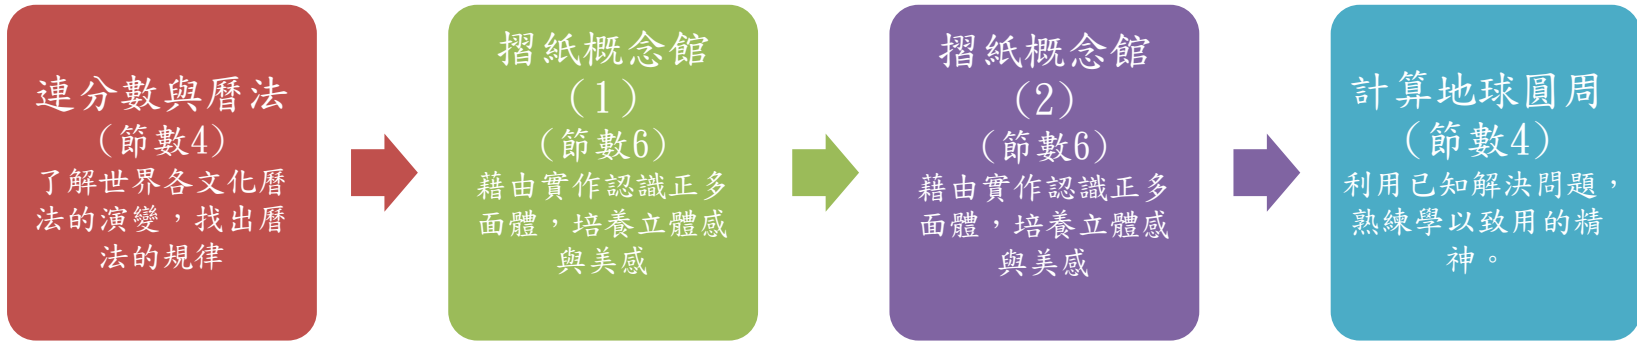 連分數與曆法
(節數4)
了解世界各文化曆
法的演變，找出曆
法的規律
摺紙概念館
(1)
(節數6)
藉由實作認識正多
面體，培養立體感
與美感
摺紙概念館
(2)
(節數6)
藉由實作認識正多
面體，培養立體感
與美感
計算地球圓周
(節數4)
利用已知解決問題，
熟練學以致用的精
神。